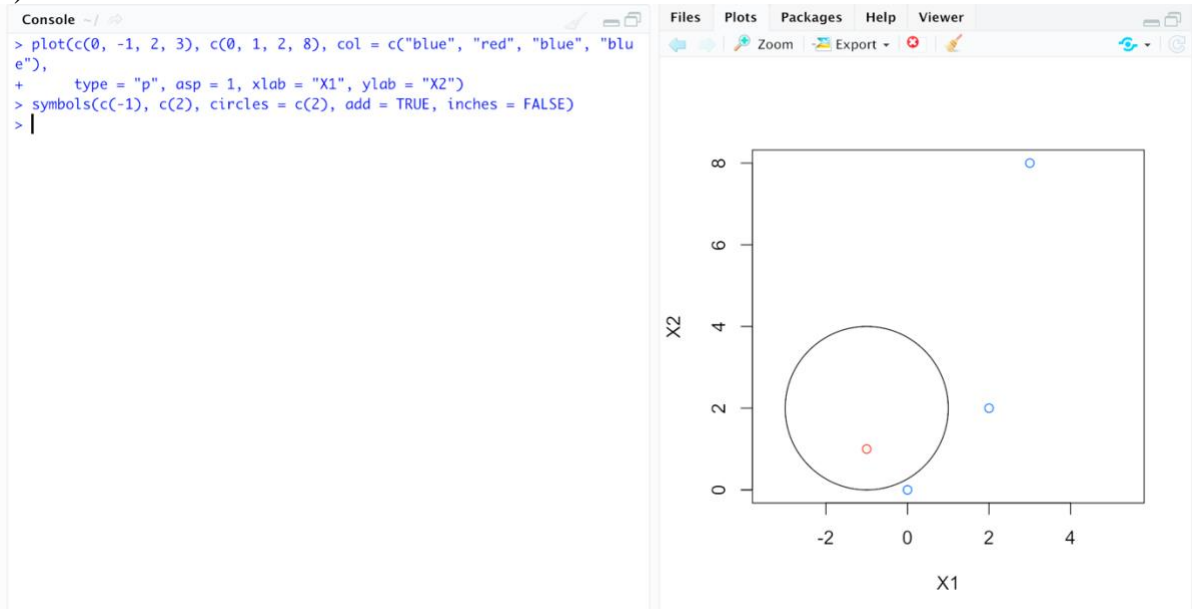 Console ~/
> plot(c(0, -1, 2, 3), c(0, 1, 2, 8), col = c("blue", "red", "blue", "blu
e"),
+ type = "p", asp = 1, xlab = "X1", ylab = "X2")
> symbols(c(-1), c(2), circles = c(2), add = TRUE, inches = FALSE)
>
Files Plots Packages Help Viewer
Zoom Export
8
6
4
2
0
X2
-2 0 2 4
X1